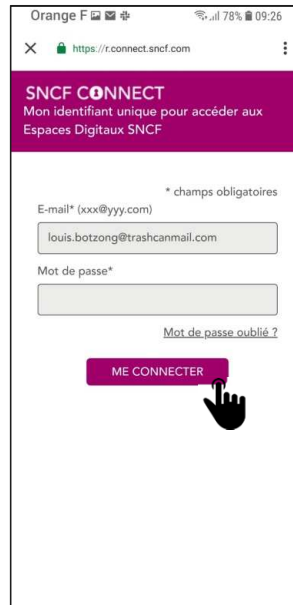 Orange F 78% 09:26
https://r.connect.sncf.com
SNCF CONNECT
Mon identifiant unique pour accéder aux
Espaces Digitaux SNCF
* champs obligatoires
E-mail* (xxx@yyy.com)
louis.botzong@trashcanmail.com
Mot de passe*
Mot de passe oublié ?
ME CONNECTER